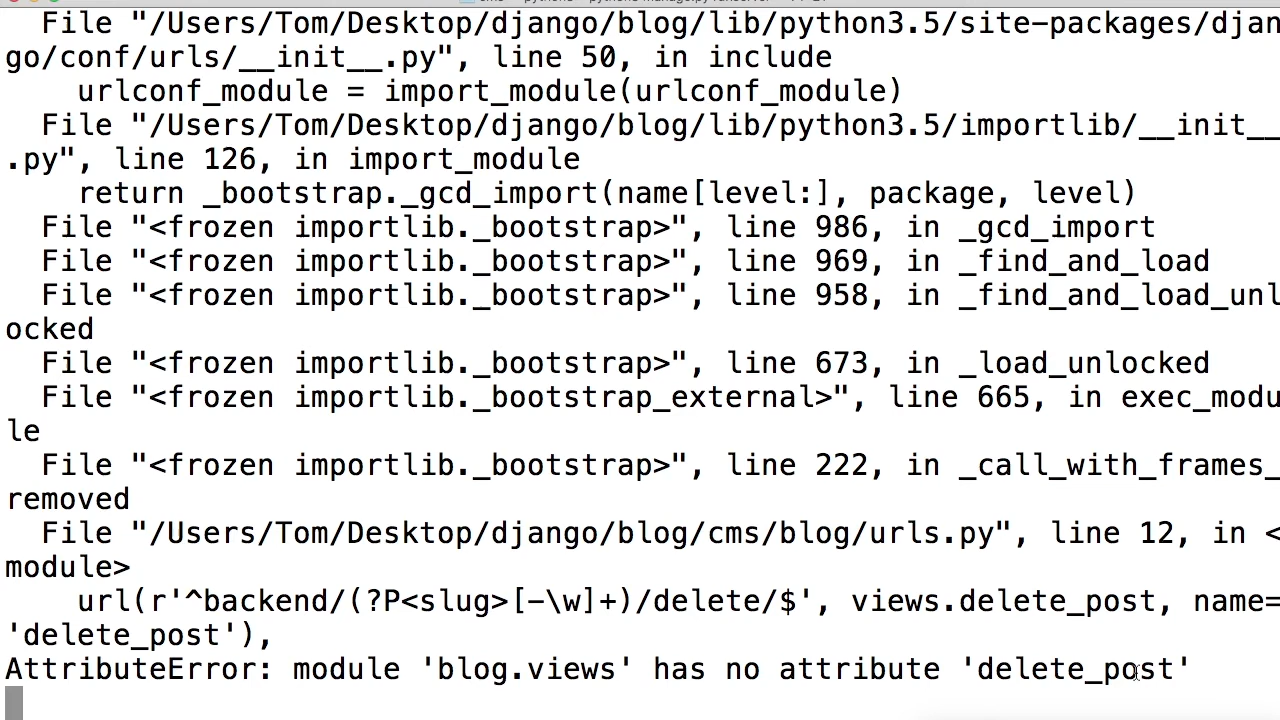 File "/Users/Tom/Desktop/django/blog/lib/python3.5/site-packages/djan
go/conf/urls/__init__.py", line 50, in include
urlconf_module = import_module(urlconf_module)
File "/Users/Tom/Desktop/django/blog/lib/python3.5/importlib/__init__
.py", line 126, in import_module
return _bootstrap._gcd_import(name[level:], package, level)
File "<frozen importlib._bootstrap>", line 986, in _gcd_import
File "<frozen importlib._bootstrap>", line 969, in _find_and_load
File "<frozen importlib._bootstrap>", line 958, in _find_and_load_unl
ocked
File "<frozen importlib._bootstrap>", line 673, in _load_unlocked
File "<frozen importlib._bootstrap_external>", line 665, in exec_modu
le
File "<frozen importlib._bootstrap>", line 222, in _call_with_frames_
removed
File "/Users/Tom/Desktop/django/blog/cms/blog/urls.py", line 12, in <
module>
url(r'^backend/(?P<slug>[-\w]+)/delete/$', views.delete_post, name=
'delete_post'),
AttributeError: module 'blog.views' has no attribute 'delete_post'